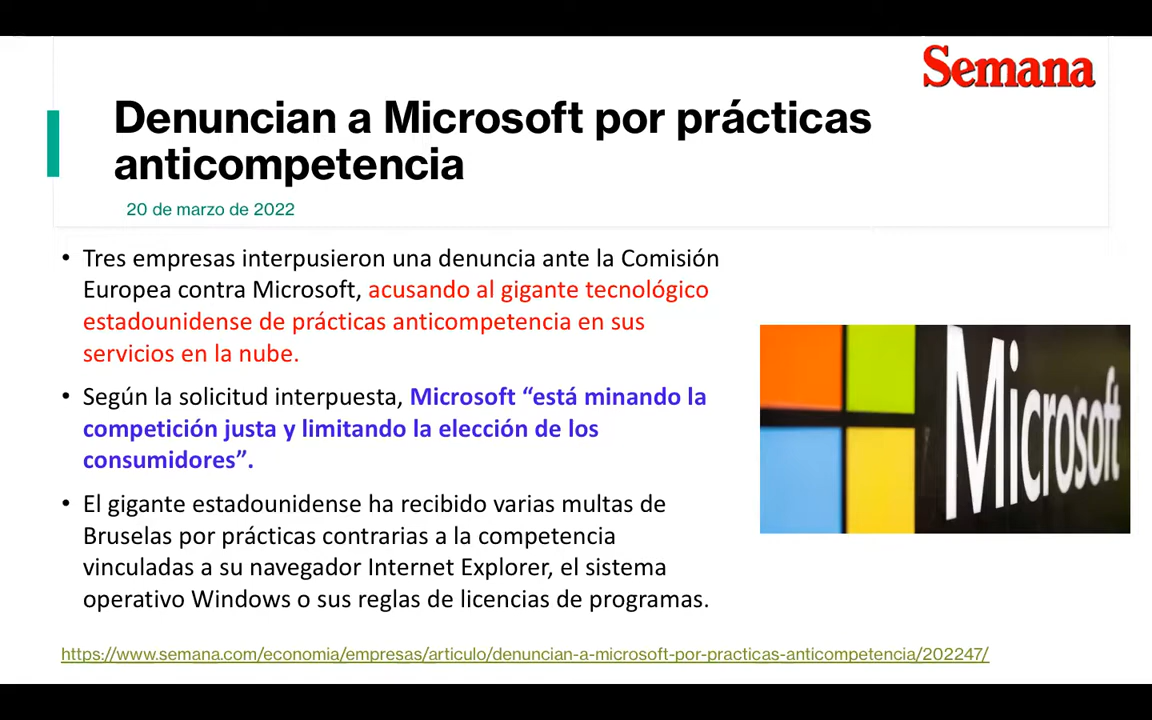 Semana
Denuncian a Microsoft por prácticas
anticompetencia
20 de marzo de 2022
• Tres empresas interpusieron una denuncia ante la Comisión
Europea contra Microsoft, acusando al gigante tecnológico
estadounidense de prácticas anticompetencia en sus
servicios en la nube.
• Según la solicitud interpuesta, Microsoft “está minando la
competición justa y limitando la elección de los
consumidores”.
• El gigante estadounidense ha recibido varias multas de
Bruselas por prácticas contrarias a la competencia
vinculadas a su navegador Internet Explorer, el sistema
operativo Windows o sus reglas de licencias de programas.
Microsoft
https://www.semana.com/economia/empresas/articulo/denuncian-a-microsoft-por-practicas-anticompetencia/202247/